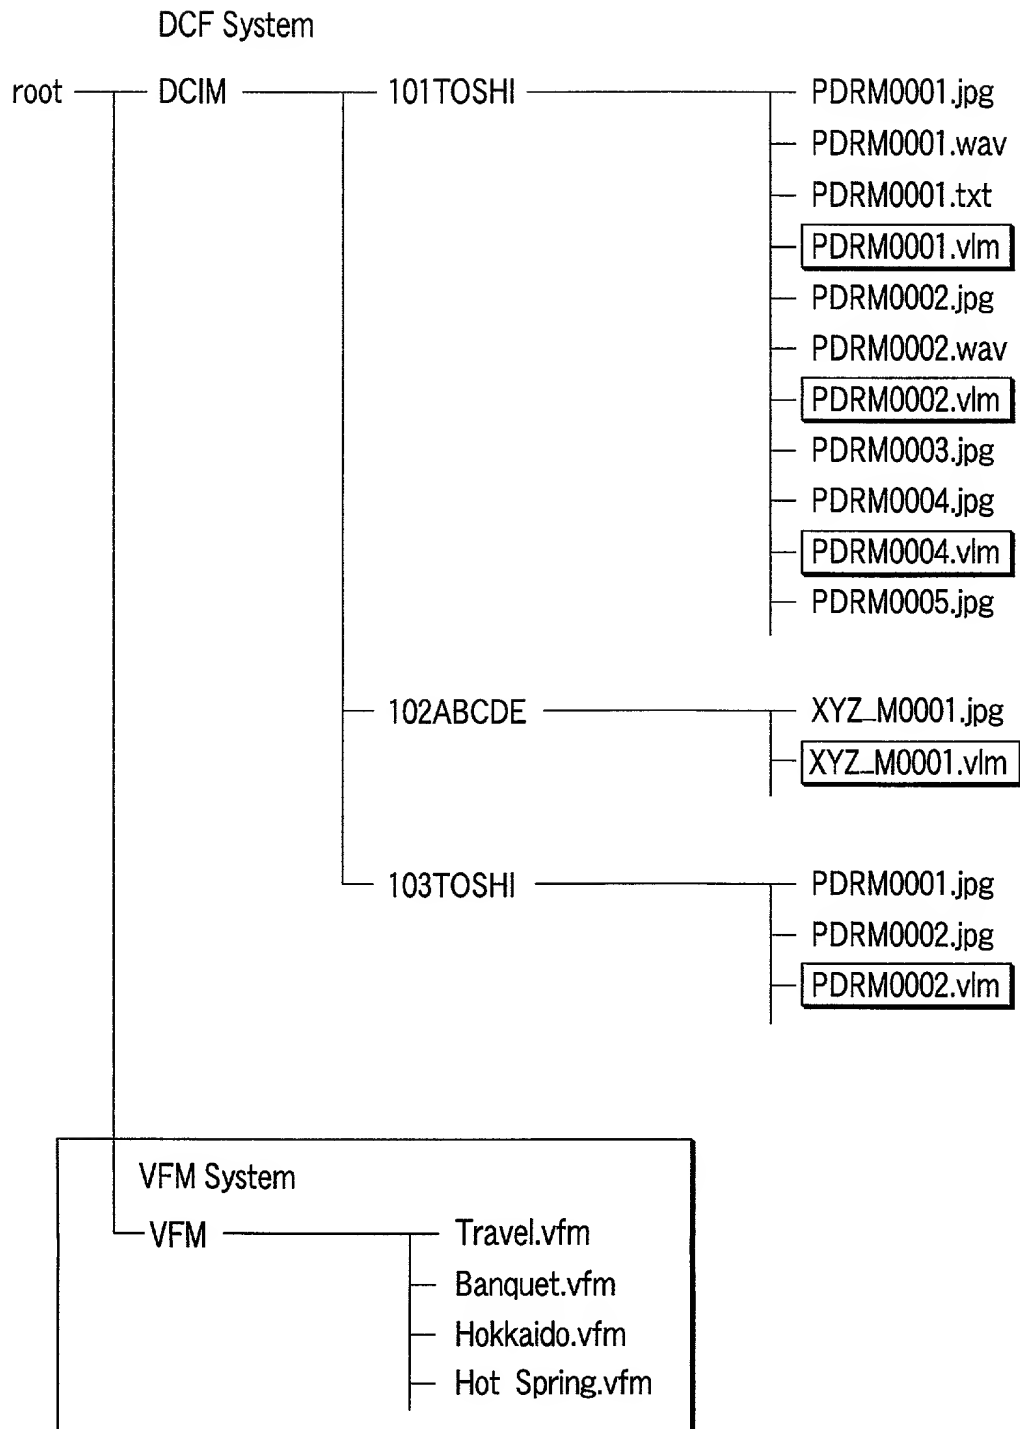 DCF System
root DCIM 101TOSHI PDRM0001.jpg
PDRM0001.wav
PDRM0001.txt
PDRM0001.vlm
PDRM0002.jpg
PDRM0002.wav
PDRM0002.vlm
PDRM0003.jpg
PDRM0004.jpg
PDRM0004.vlm
PDRM0005.jpg
102ABCDE XYZ_M0001.jpg
XYZ_M0001.vlm
103TOSHI PDRM0001.jpg
PDRM0002.jpg
PDRM0002.vlm
VFM System
VFM Travel.vfm
Banquet.vfm
Hokkaido.vfm
Hot Spring.vfm